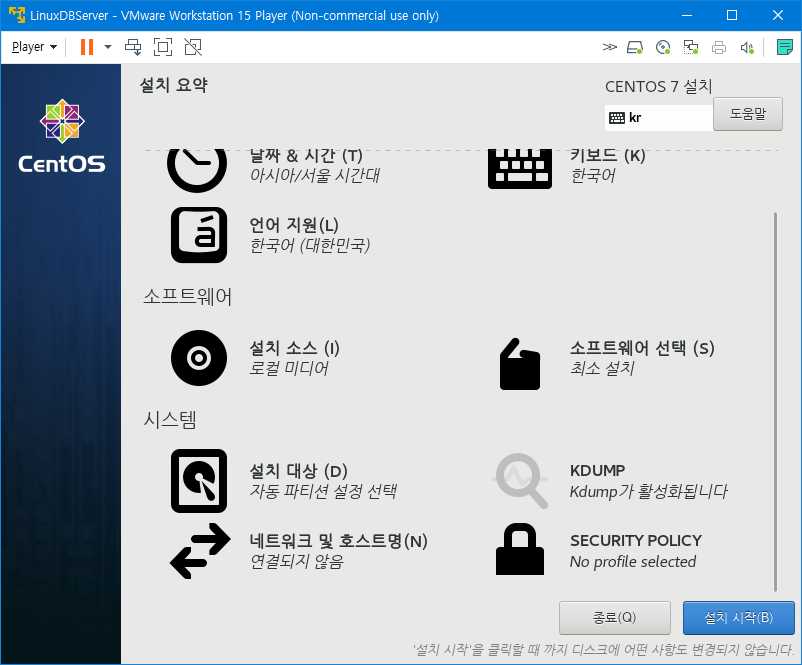 LinuxDBServer - VMware Workstation 15 Player (Non-commercial use only)
Player
CentOS
설치 요약
CENTOS 7 설치
kr
도움말
날짜 & 시간 (T)
아시아/서울 시간대
키보드 (K)
한국어
언어 지원(L)
한국어 (대한민국)
소프트웨어
설치 소스 (I)
로컬 미디어
소프트웨어 선택 (S)
최소 설치
시스템
설치 대상 (D)
자동 파티션 설정 선택
KDUMP
Kdump가 활성화됩니다
네트워크 및 호스트명(N)
연결되지 않음
SECURITY POLICY
No profile selected
종료(Q)
설치 시작(B)
'설치 시작'을 클릭할 때 까지 디스크에 어떤 사항도 변경되지 않습니다.